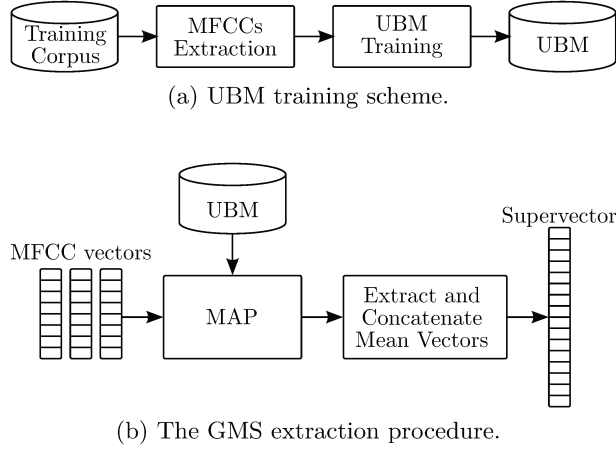 Training
Corpus
MFCCs
Extraction
UBM
Training
UBM
(a) UBM training scheme.
UBM
Supervector
MFCC vectors
MAP
Extract and
Concatenate
Mean Vectors
(b) The GMS extraction procedure.